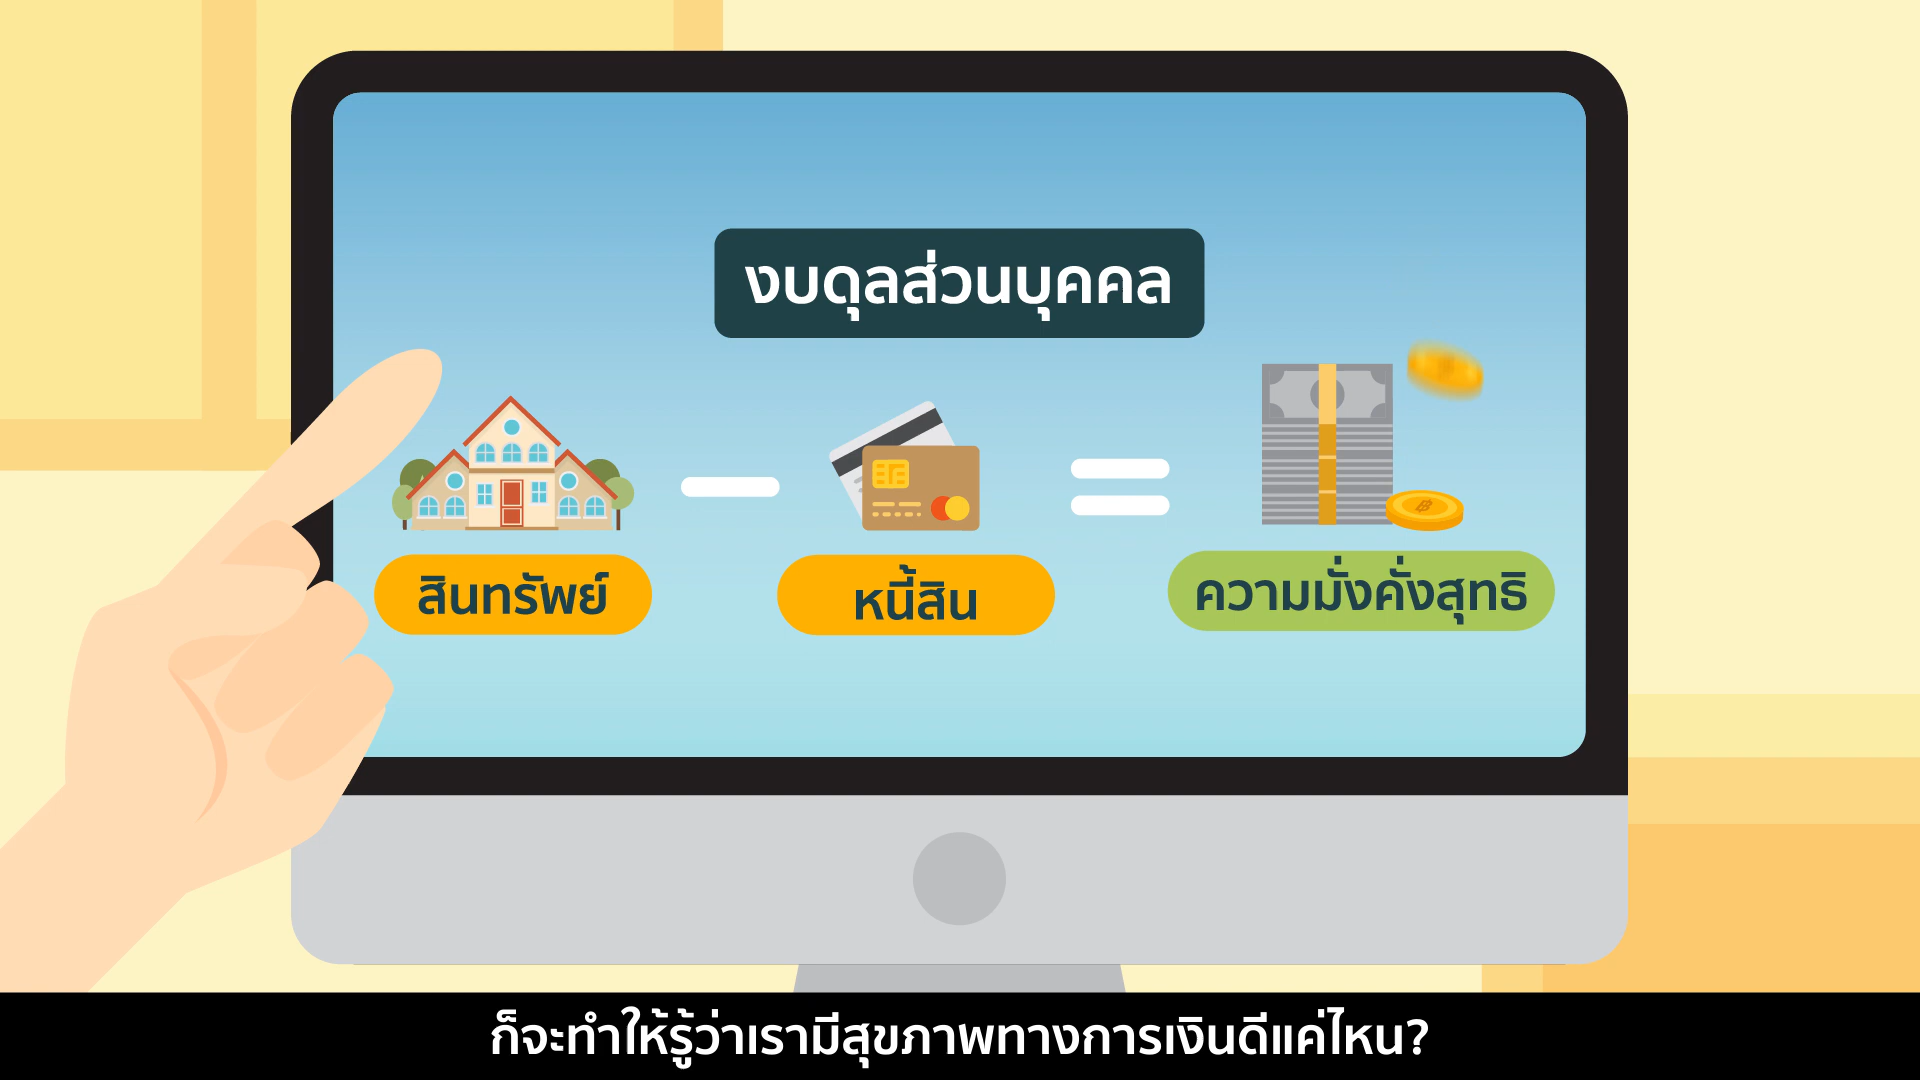 งบดุลส่วนบุคคล
สินทรัพย์
หนี้สิน
ความมั่งคั่งสุทธิ
ก็จะทำให้รู้ว่าเรามีสุขภาพทางการเงินดีแค่ไหน?